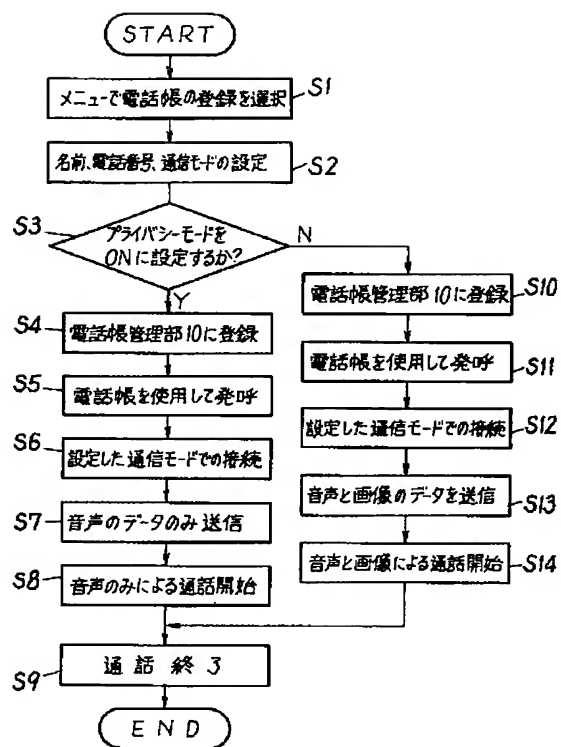 START
メニューで電話帳の登録を選択
S1
名前、電話番号、通信モードの設定
S2
S3
プライバシーモードを
ONに設定するか?
N
Y
S4
電話帳管理部10に登録
S5
電話帳を使用して発呼
S6
設定した通信モードでの接続
S7
音声のデータのみ送信
S8
音声のみによる通話開始
電話帳管理部10に登録
S10
電話帳を使用して発呼
S11
設定した通信モードでの接続
S12
音声と画像のデータを送信
S13
音声と画像による通話開始
S14
S9
通話終了
END